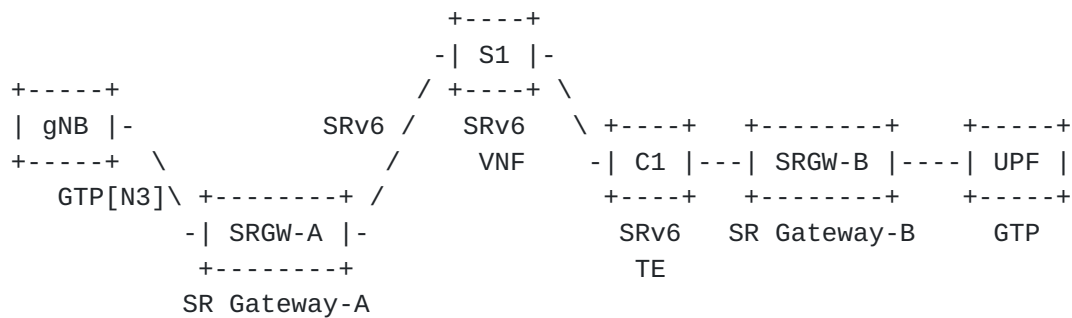 +----+
-| S1 |-
+-----+ / +----+ \
| gNB |- SRv6 / SRv6 \ +----+ +--------+ +-----+
+-----+ \ / VNF -| C1 |---| SRGW-B |----| UPF |
GTP[N3]\ +--------+ / +----+ +--------+ +-----+
-| SRGW-A |- SRv6 SR Gateway-B GTP
+--------+ TE
SR Gateway-A